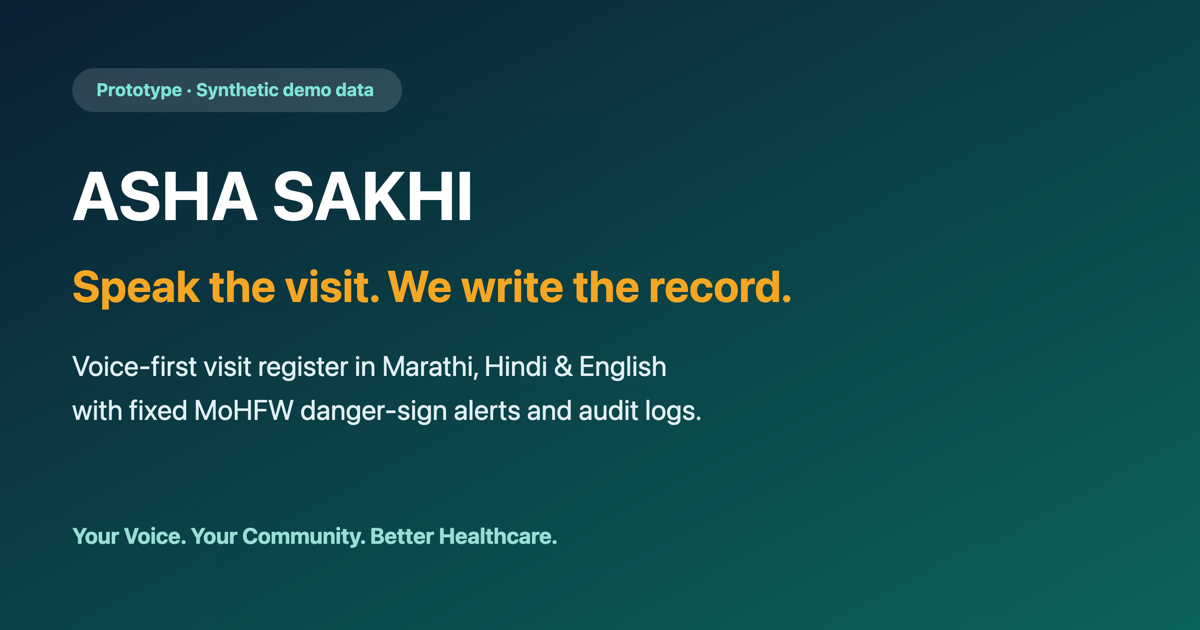 Prototype · Synthetic demo data
ASHA SAKHI
Speak the visit. We write the record.
Voice-first visit register in Marathi, Hindi & English
with fixed MoHFW danger-sign alerts and audit logs.
Your Voice. Your Community. Better Healthcare.